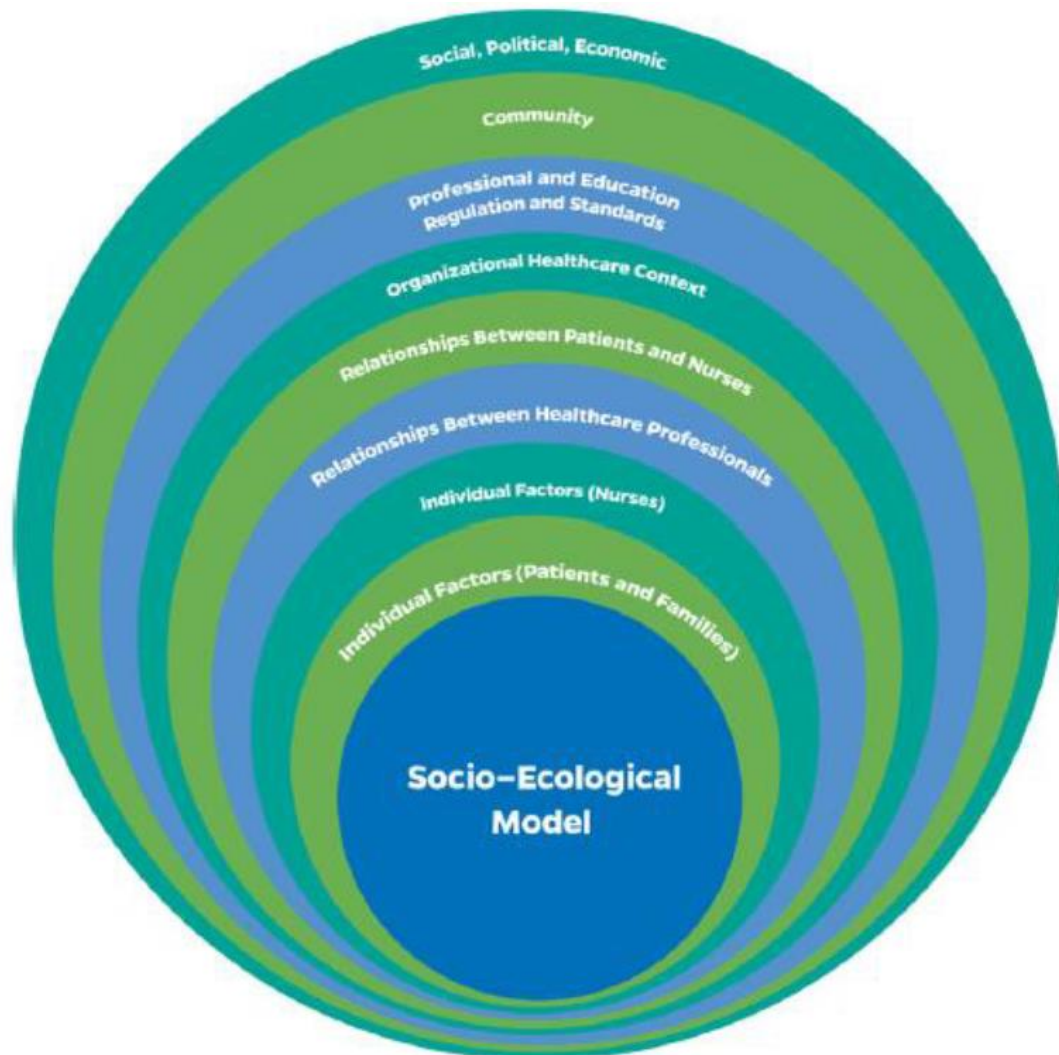 Social, Political, Economic
Community
Professional and Education
Regulation and Standards
Organizational Healthcare Context
Relationships Between Patients and Nurses
Relationships Between Healthcare Professionals
Individual Factors (Nurses)
Individual Factors (Patients and Families)
Socio-Ecological
Model